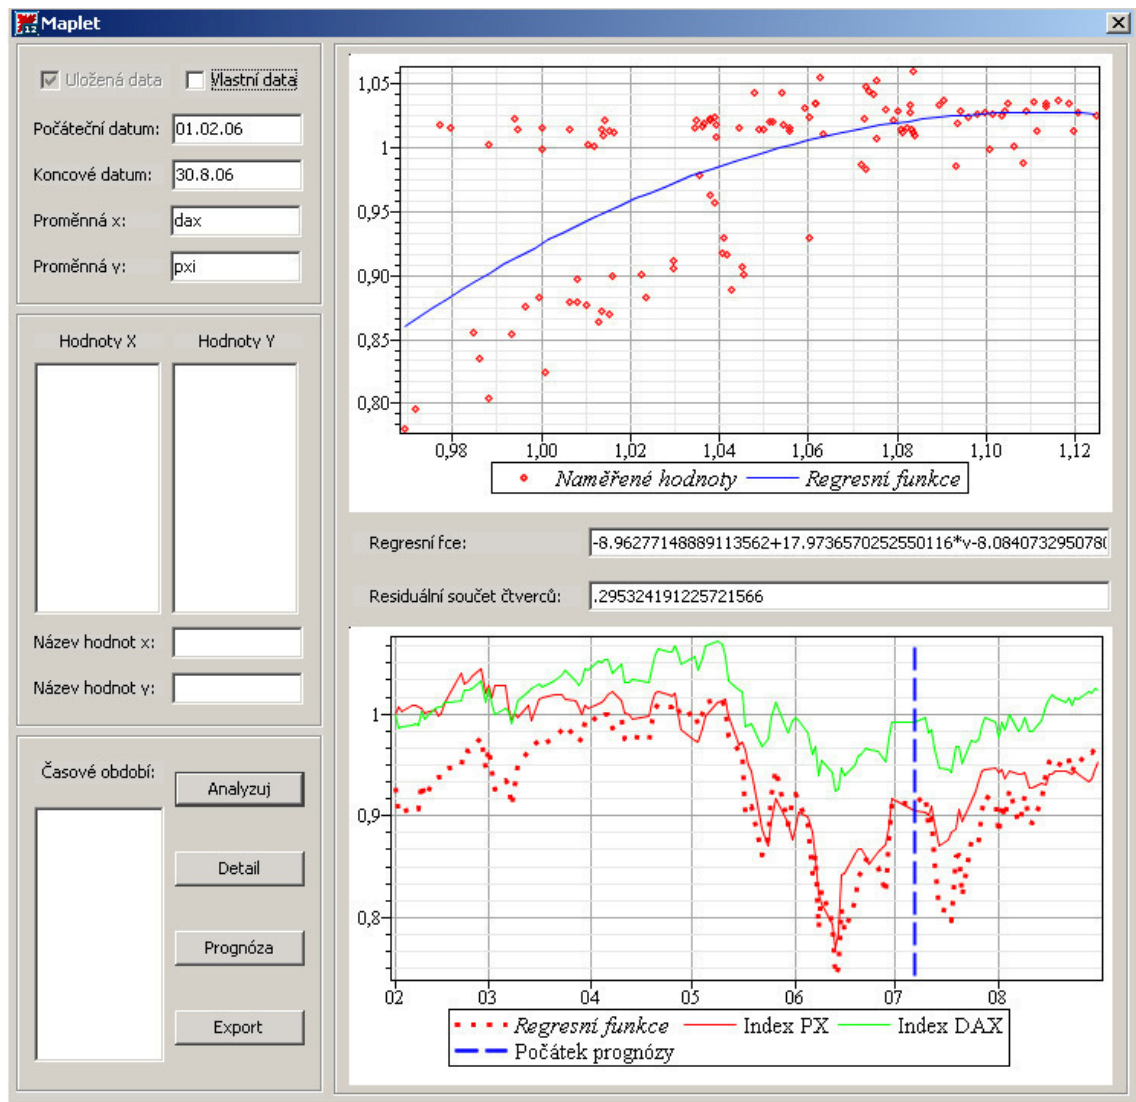 Maplet
Uložená data Vlastní data
Počáteční datum: 01.02.06
Koncové datum: 30.8.06
Proměnná x: dax
Proměnná y: pxi
Hodnoty X Hodnoty Y
Název hodnot x:
Název hodnot y:
Časové období:
Analyzuj
Detail
Prognóza
Export
1,05
1
0,95
0,90
0,85
0,80
0,98 1,00 1,02 1,04 1,06 1,08 1,10 1,12
Naměřené hodnoty Regresní funkce
Regresní fce: -8.96277148889113562+17.9736570252550116*v-8.0840732950780
Residuální součet čtverců: .295324191225721566
1
0,9
0,8
02 03 04 05 06 07 08
Regresní funkce Index PX Index DAX
Počátek prognózy